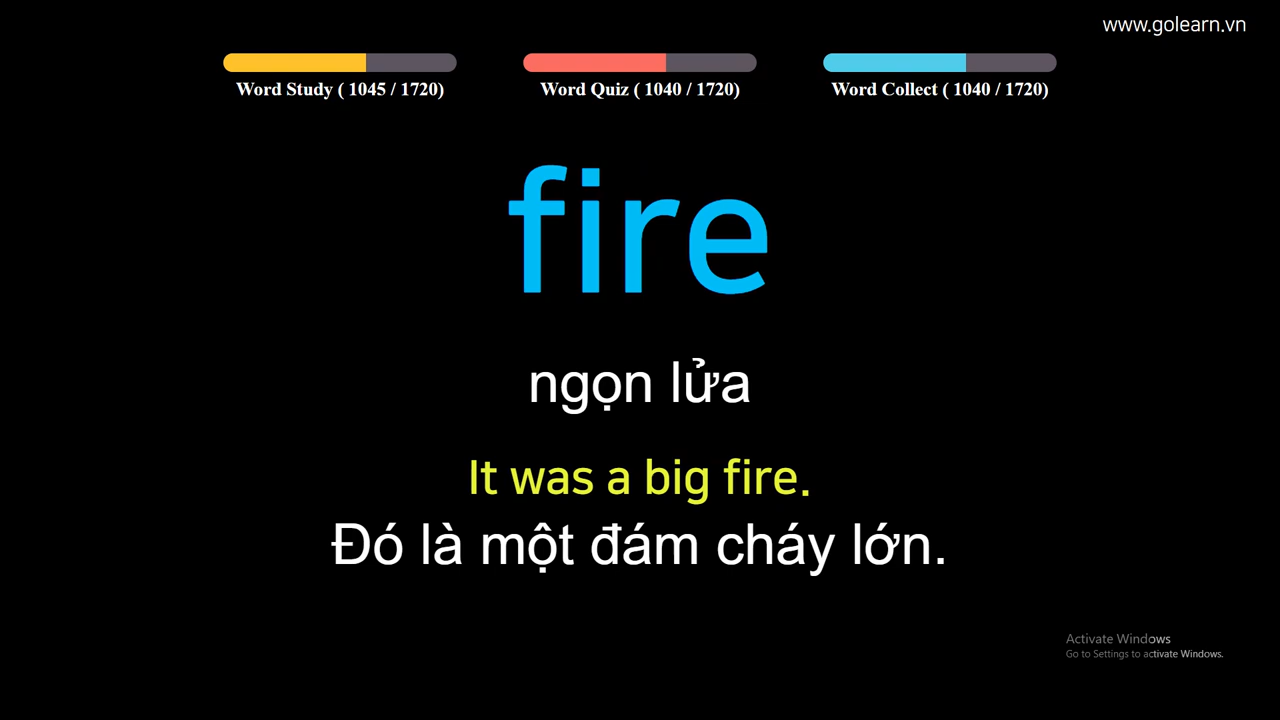 www.golearn.vn
Word Study ( 1045 / 1720)
Word Quiz ( 1040 / 1720)
Word Collect ( 1040 / 1720)
fire
ngọn lửa
It was a big fire.
Đó là một đám cháy lớn.
Activate Windows
Go to Settings to activate Windows.